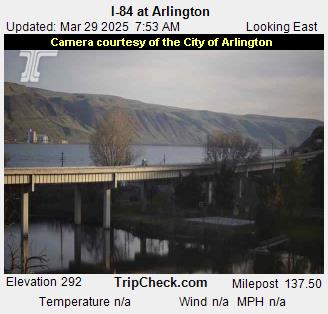 I-84 at Arlington
Updated: Mar 29 2025 7:53 AM Looking East
Camera courtesy of the City of Arlington
Elevation 292 TripCheck.com Milepost 137.50
Temperature n/a Wind n/a MPH n/a